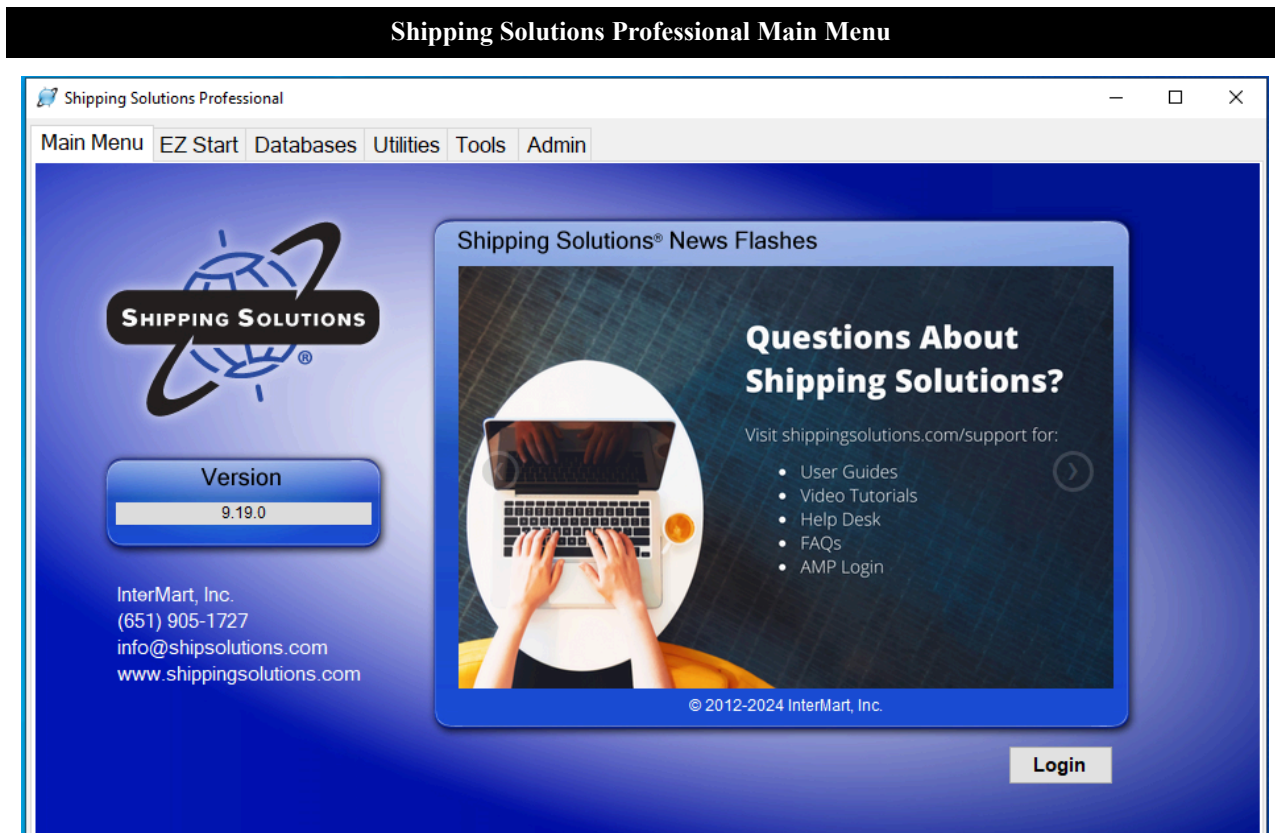 Shipping Solutions Professional Main Menu
Shipping Solutions Professional
Main Menu EZ Start Databases Utilities Tools Admin
SHIPPING SOLUTIONS
®
Version
9.19.0
InterMart, Inc.
(651) 905-1727
info@shipsolutions.com
www.shippingsolutions.com
Shipping Solutions® News Flashes
Questions About
Shipping Solutions?
Visit shippingsolutions.com/support for:
• User Guides
• Video Tutorials
• Help Desk
• FAQs
• AMP Login
© 2012-2024 InterMart, Inc.
Login